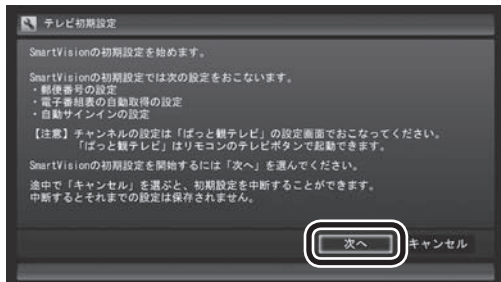 テレビ初期設定
SmartVisionの初期設定を始めます。
SmartVisionの初期設定では次の設定をおこないます。
・郵便番号の設定
・電子番組表の自動取得の設定
・自動サインインの設定
【注意】チャンネルの設定は「ぱっと観テレビ」の設定画面でおこなってください。
「ぱっと観テレビ」はリモコンのテレビボタンで起動できます。
SmartVisionの初期設定を開始するには「次へ」を選んでください。
途中で「キャンセル」を選ぶと、初期設定を中断することができます。
中断するとそれまでの設定は保存されません。
次へ キャンセル